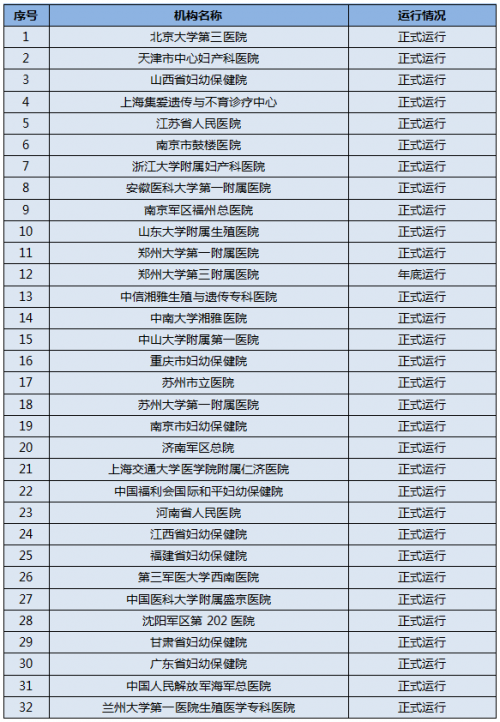 序号 机构名称 运行情况
1 北京大学第三医院 正式运行
2 天津市中心妇产科医院 正式运行
3 山西省妇幼保健院 正式运行
4 上海集爱遗传与不育诊疗中心 正式运行
5 江苏省人民医院 正式运行
6 南京市鼓楼医院 正式运行
7 浙江大学附属妇产科医院 正式运行
8 安徽医科大学第一附属医院 正式运行
9 南京军区福州总医院 正式运行
10 山东大学附属生殖医院 正式运行
11 郑州大学第一附属医院 正式运行
12 郑州大学第三附属医院 年底运行
13 中信湘雅生殖与遗传专科医院 正式运行
14 中南大学湘雅医院 正式运行
15 中山大学附属第一医院 正式运行
16 重庆市妇幼保健院 正式运行
17 苏州市立医院 正式运行
18 苏州大学第一附属医院 正式运行
19 南京市妇幼保健院 正式运行
20 济南军区总院 正式运行
21 上海交通大学医学院附属仁济医院 正式运行
22 中国福利会国际和平妇幼保健院 正式运行
23 河南省人民医院 正式运行
24 江西省妇幼保健院 正式运行
25 福建省妇幼保健院 正式运行
26 第三军医大学西南医院 正式运行
27 中国医科大学附属盛京医院 正式运行
28 沈阳军区第 202 医院 正式运行
29 甘肃省妇幼保健院 正式运行
30 广东省妇幼保健院 正式运行
31 中国人民解放军海军总医院 正式运行
32 兰州大学第一医院生殖医学专科医院 正式运行